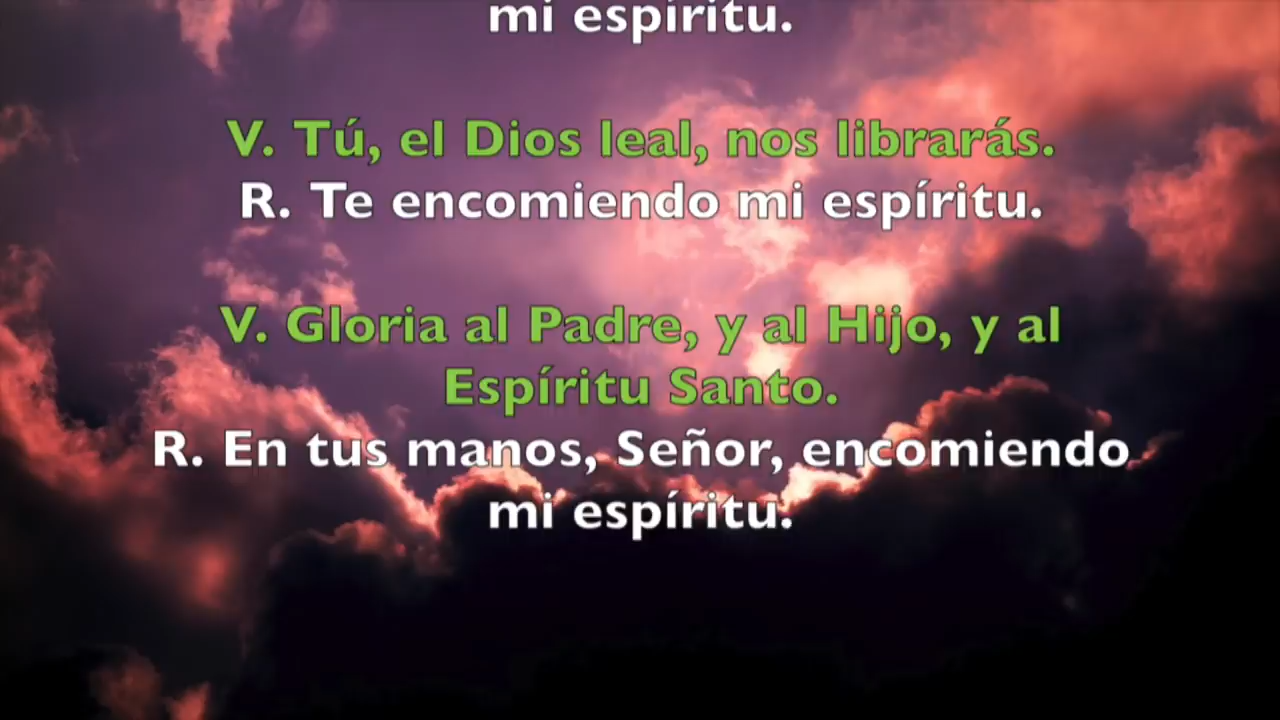 mi espíritu.
V. Tú, el Dios leal, nos librarás.
R. Te encomiendo mi espíritu.
V. Gloria al Padre, y al Hijo, y al
Espíritu Santo.
R. En tus manos, Señor, encomiendo
mi espíritu.